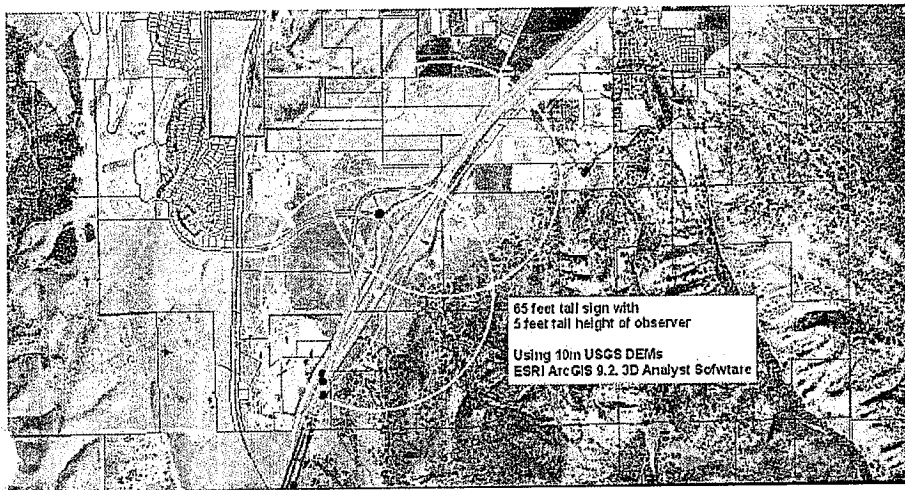 65 feet tall sign with
5 feet tall height of observer
Using 10m USGS DEMs
ESRI ArcGIS 9.2. 3D Analyst Sofwtare